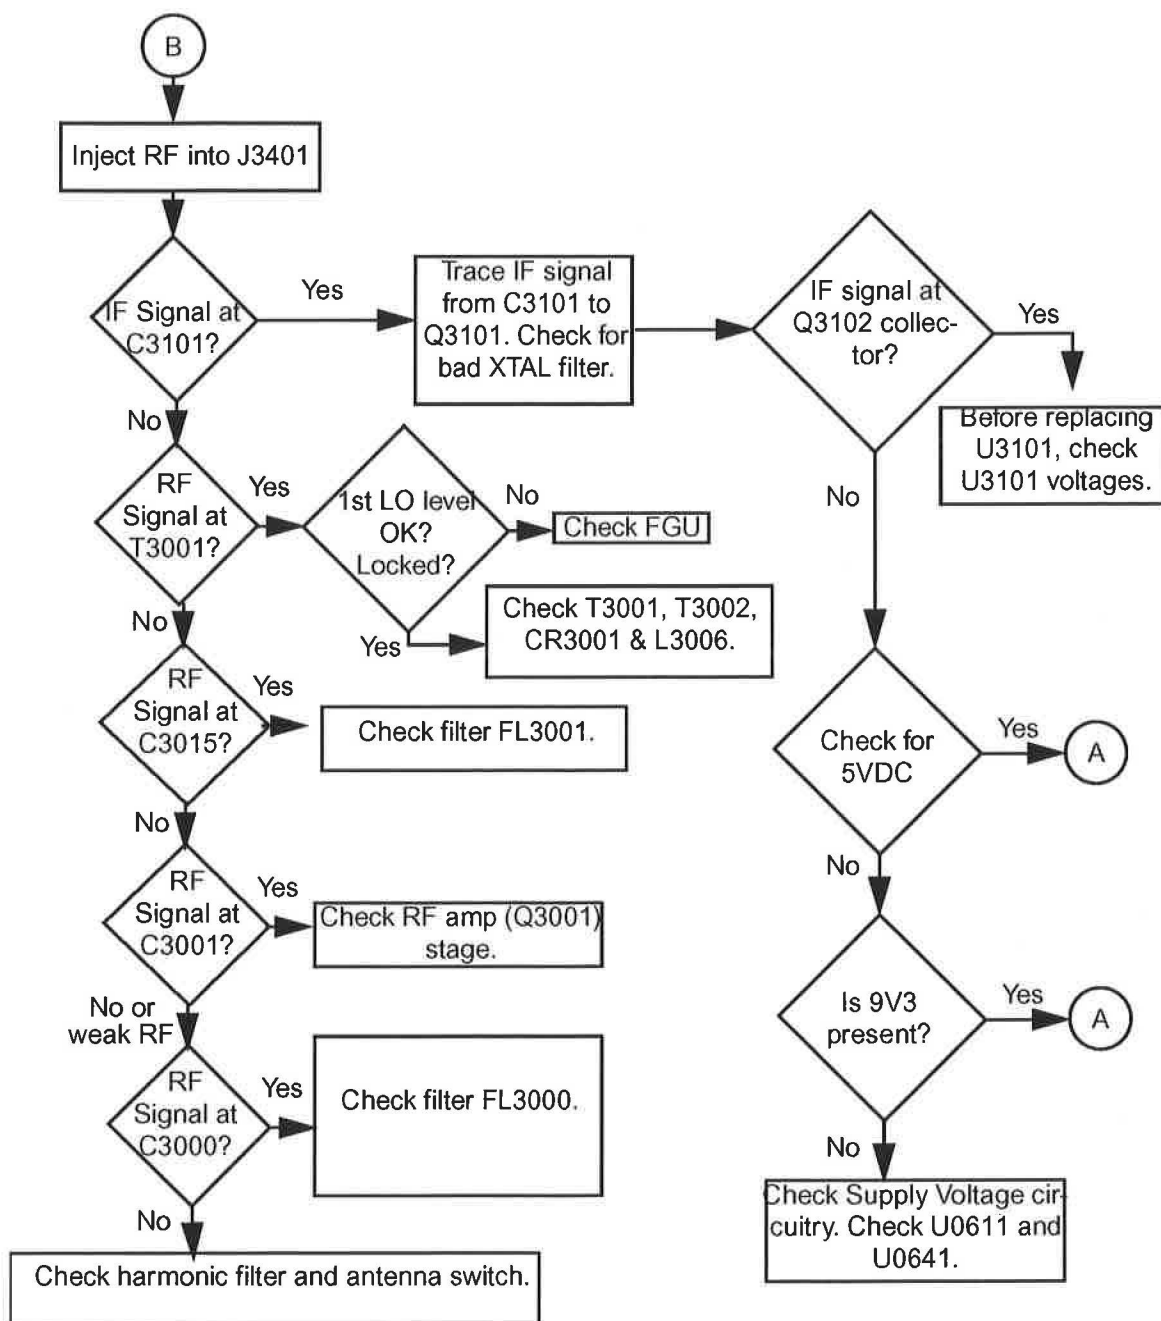 B
Inject RF into J3401
IF Signal at
C3101?
Yes
Trace IF signal
from C3101 to
Q3101. Check for
bad XTAL filter.
IF signal at
Q3102 collec-
tor?
Yes
Before replacing
U3101, check
U3101 voltages.
No
RF
Signal at
T3001?
Yes
1st LO level
OK?
Locked?
No
Check FGU
Yes
Check T3001, T3002,
CR3001 & L3006.
No
RF
Signal at
C3015?
Yes
Check filter FL3001.
No
RF
Signal at
C3001?
Yes
Check RF amp (Q3001)
stage.
No or
weak RF
RF
Signal at
C3000?
Yes
Check filter FL3000.
No
Check harmonic filter and antenna switch.
No
Check for
5VDC
Yes
A
No
Is 9V3
present?
Yes
A
No
Check Supply Voltage cir-
cuitry. Check U0611 and
U0641.